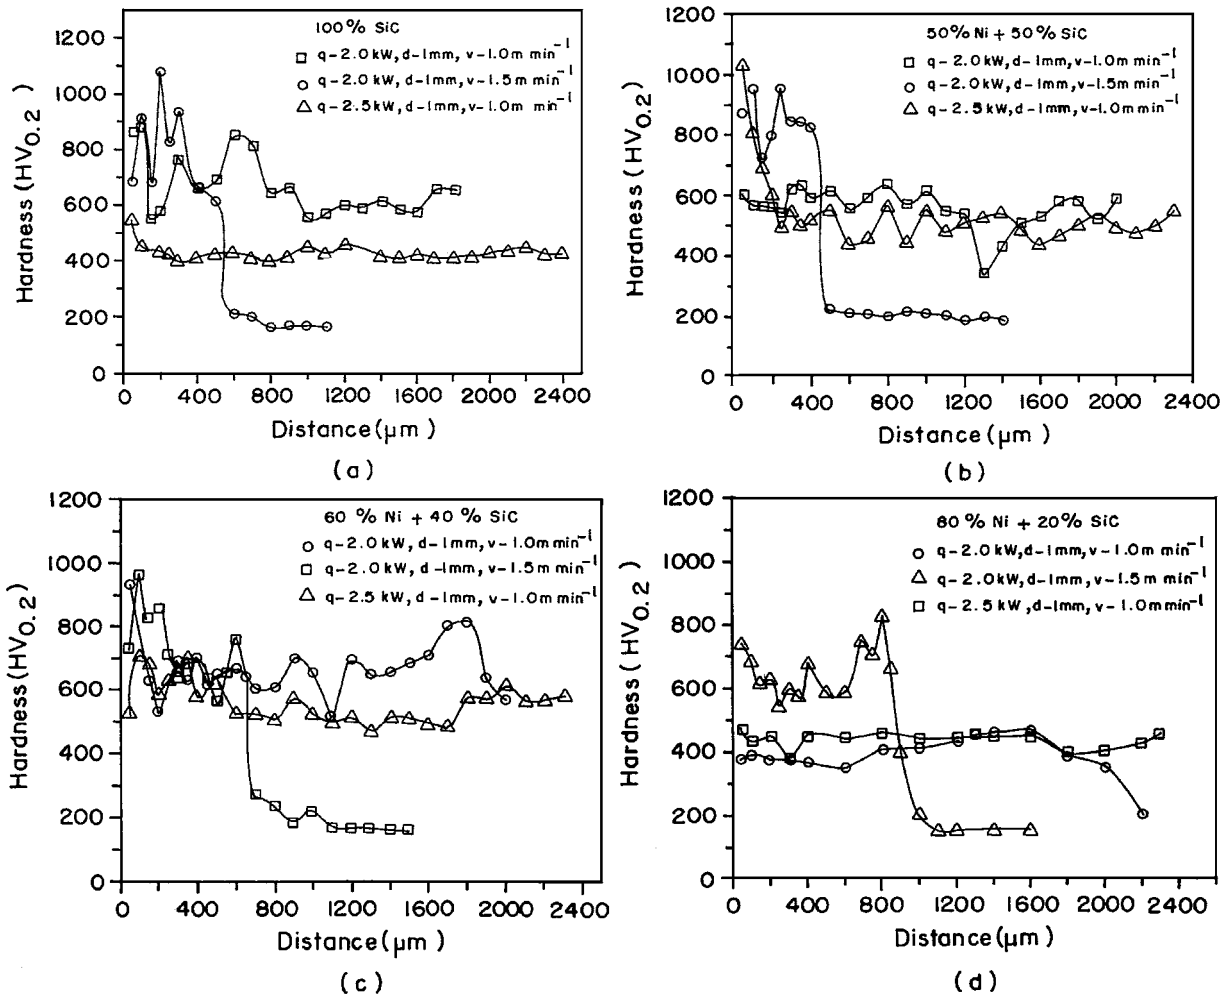 100% SiC
q-2.0 kW, d-1mm, v-1.0 m min⁻¹
q-2.0 kW, d-1mm, v-1.5 m min⁻¹
q-2.5 kW, d-1mm, v-1.0 m min⁻¹
1200
1000
800
600
400
200
0
Hardness (HV0.2)
0 400 800 1200 1600 2000 2400
Distance (µm)
(a)
50% Ni + 50% SiC
q-2.0 kW, d-1mm, v-1.0 m min⁻¹
q-2.0 kW, d-1mm, v-1.5 m min⁻¹
q-2.5 kW, d-1mm, v-1.0 m min⁻¹
1200
1000
800
600
400
200
0
Hardness (HV0.2)
0 400 800 1200 1600 2000 2400
Distance (µm)
(b)
60 % Ni + 40 % SiC
q-2.0 kW, d-1mm, v-1.0 m min⁻¹
q-2.0 kW, d-1mm, v-1.5 m min⁻¹
q-2.5 kW, d-1mm, v-1.0 m min⁻¹
1200
1000
800
600
400
200
0
Hardness (HV0.2)
0 400 800 1200 1600 2000 2400
Distance (µm)
(c)
80% Ni + 20% SiC
q-2.0 kW, d-1mm, v-1.0 m min⁻¹
q-2.0 kW, d-1mm, v-1.5 m min⁻¹
q-2.5 kW, d-1mm, v-1.0 m min⁻¹
1200
1000
800
600
400
200
0
Hardness (HV0.2)
0 400 800 1200 1600 2000 2400
Distance (µm)
(d)